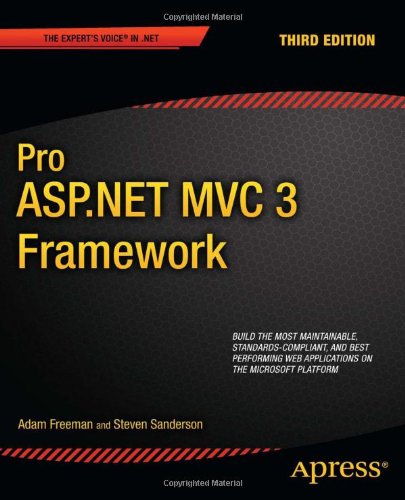 Copyrighted Material
THE EXPERT'S VOICE® IN .NET
THIRD EDITION
Pro
ASP.NET MVC 3
Framework
BUILD THE MOST MAINTAINABLE,
STANDARDS-COMPLIANT, AND BEST
PERFORMING WEB APPLICATIONS ON
THE MICROSOFT PLATFORM
Adam Freeman and Steven Sanderson
Apress®
Copyrighted Material